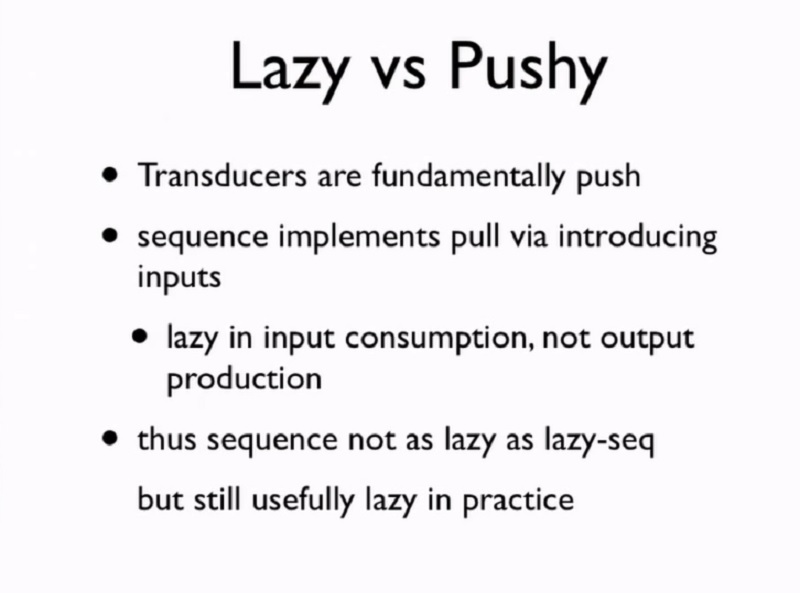 Lazy vs Pushy
• Transducers are fundamentally push
• sequence implements pull via introducing
inputs
• lazy in input consumption, not output
production
• thus sequence not as lazy as lazy-seq
but still usefully lazy in practice